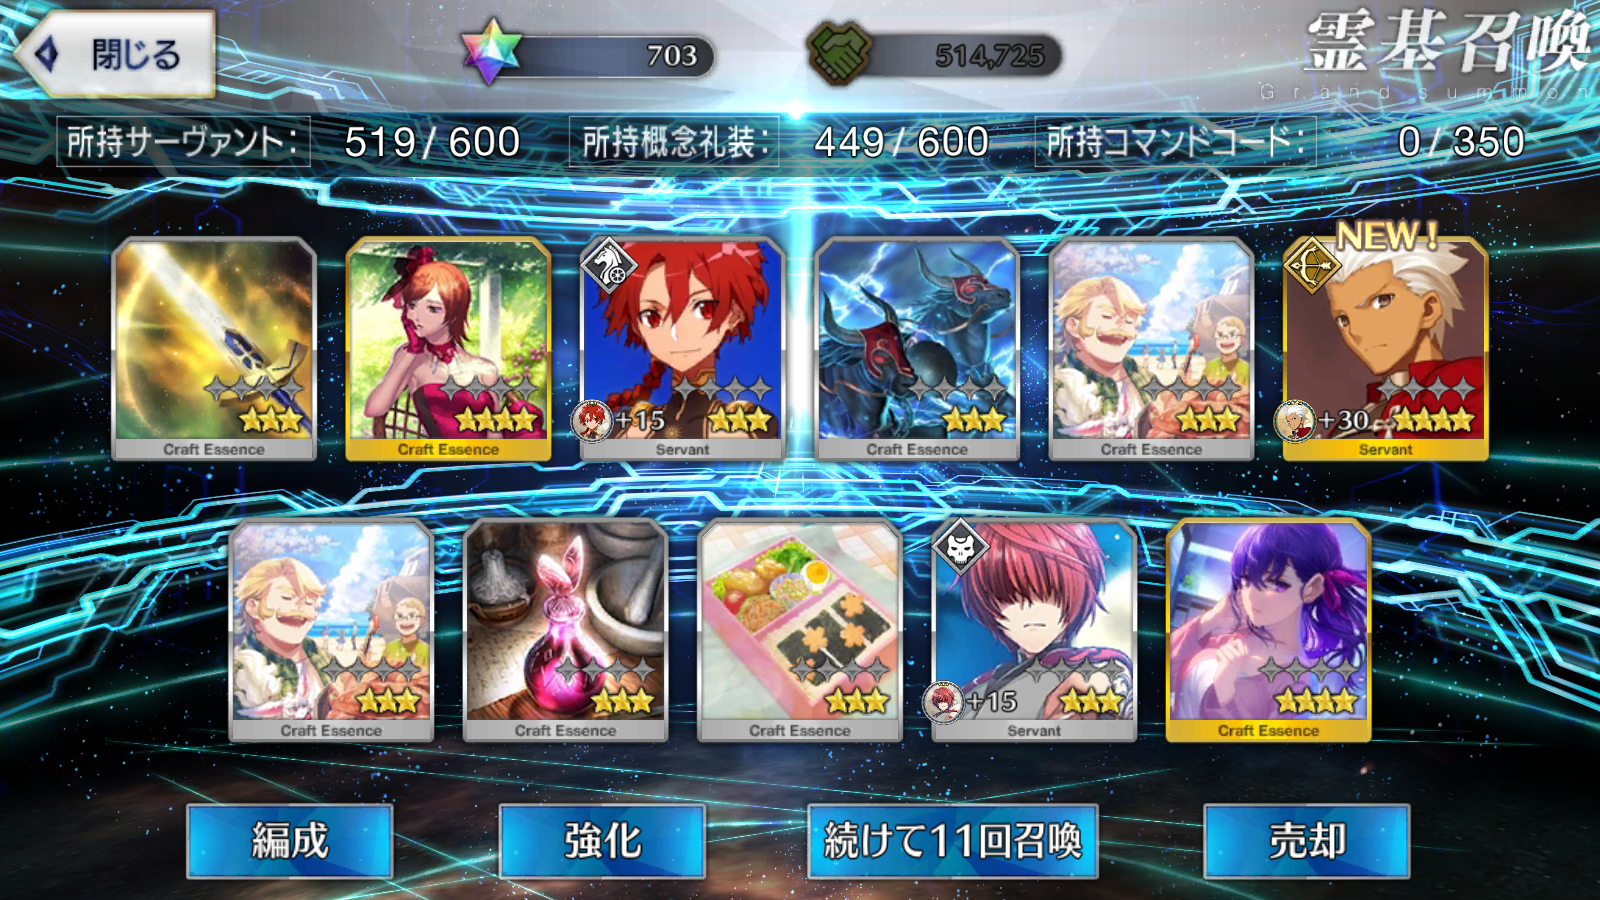 閉じる
703
514,725
霊基召喚
Grand summon
所持サーヴァント:
519/600
所持概念礼装:
449/600
所持コマンドコード:
0/350
NEW!
+15
+30
Craft Essence
Craft Essence
Servant
Craft Essence
Craft Essence
Servant
+15
Craft Essence
Craft Essence
Craft Essence
Servant
Craft Essence
編成
強化
続けて11回召喚
売却